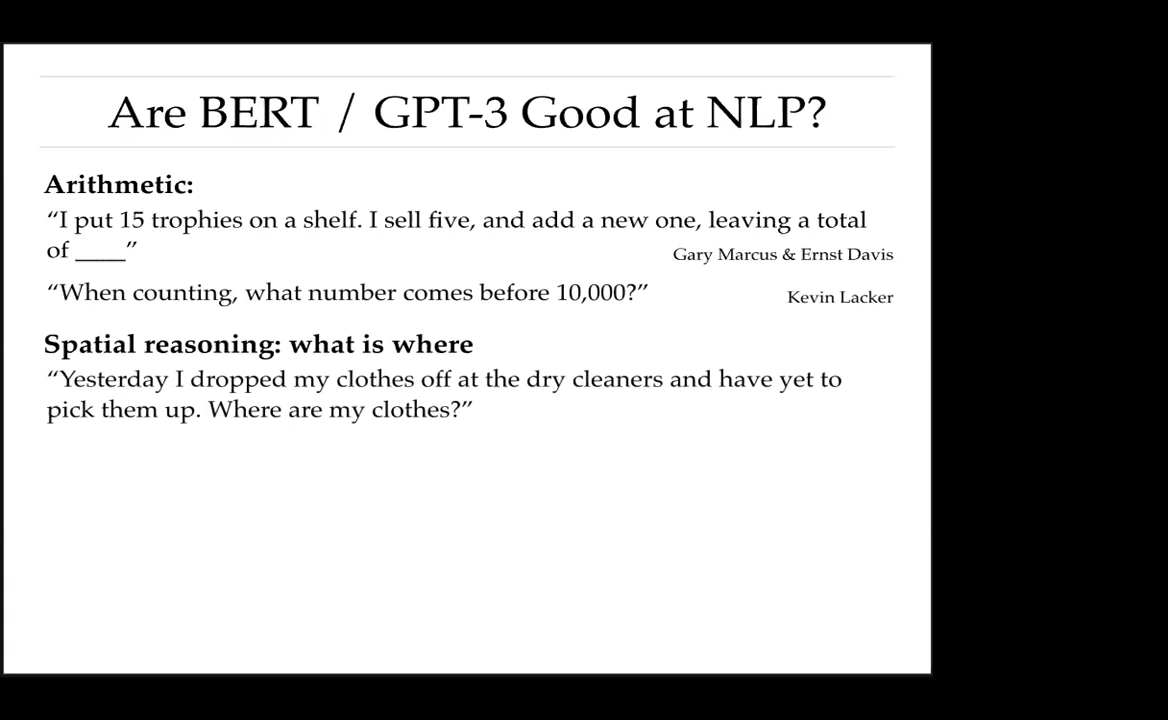 Are BERT / GPT-3 Good at NLP?
Arithmetic:
“I put 15 trophies on a shelf. I sell five, and add a new one, leaving a total
of ____”
Gary Marcus & Ernst Davis
“When counting, what number comes before 10,000?”
Kevin Lacker
Spatial reasoning: what is where
“Yesterday I dropped my clothes off at the dry cleaners and have yet to
pick them up. Where are my clothes?”